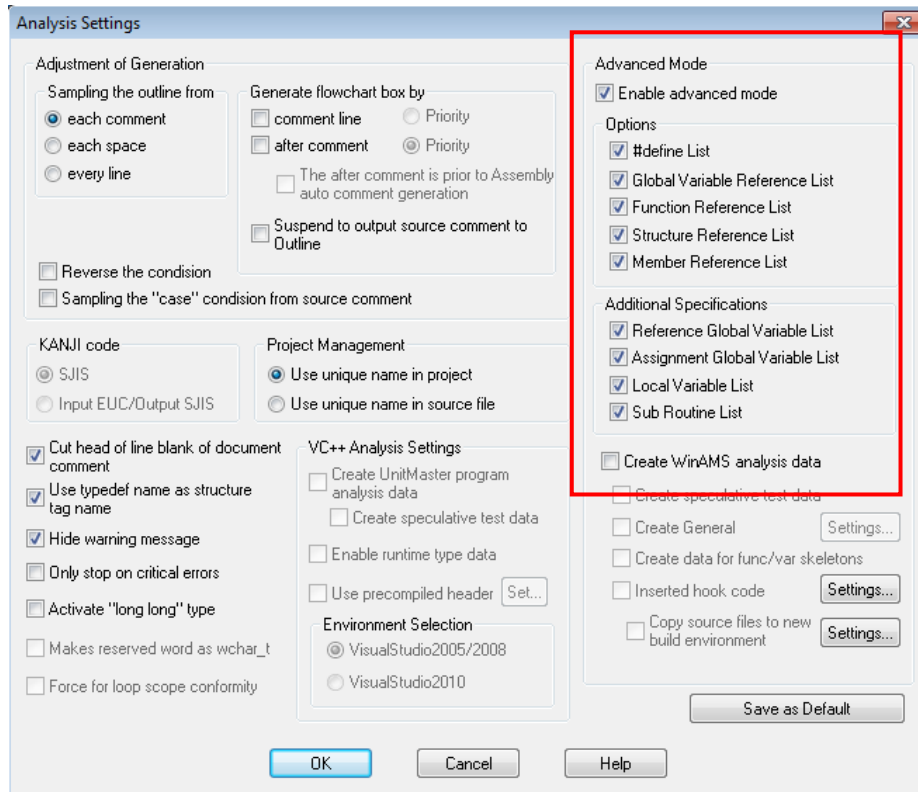 Analysis Settings
Adjustment of Generation
Sampling the outline from
each comment
each space
every line
Generate flowchart box by
comment line
Priority
after comment
Priority
The after comment is prior to Assembly
auto comment generation
Suspend to output source comment to
Outline
Reverse the condision
Sampling the "case" condision from source comment
KANJI code
SJIS
Input EUC/Output SJIS
Project Management
Use unique name in project
Use unique name in source file
Cut head of line blank of document
comment
Use typedef name as structure
tag name
Hide warning message
Only stop on critical errors
Activate "long long" type
Makes reserved word as wchar_t
Force for loop scope conformity
VC++ Analysis Settings
Create UnitMaster program
analysis data
Create speculative test data
Enable runtime type data
Use precompiled header
Set...
Environment Selection
VisualStudio2005/2008
VisualStudio2010
Advanced Mode
Enable advanced mode
Options
#define List
Global Variable Reference List
Function Reference List
Structure Reference List
Member Reference List
Additional Specifications
Reference Global Variable List
Assignment Global Variable List
Local Variable List
Sub Routine List
Create WinAMS analysis data
Create speculative test data
Create General
Settings...
Create data for func/var skeletons
Inserted hook code
Settings...
Copy source files to new
build environment
Settings...
Save as Default
OK
Cancel
Help